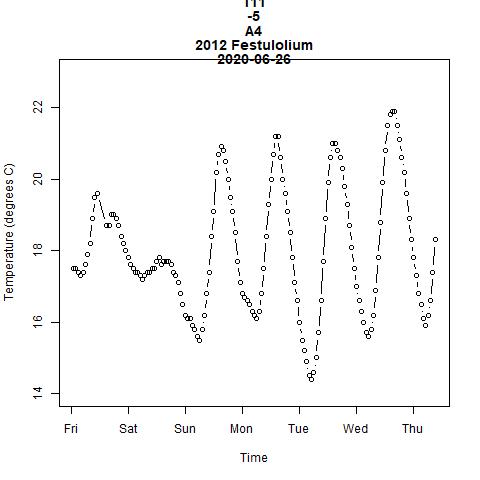 T11
-5
A4
2012 Festulolium
2020-06-26
Temperature (degrees C)
22
20
18
16
14
Fri Sat Sun Mon Tue Wed Thu
Time